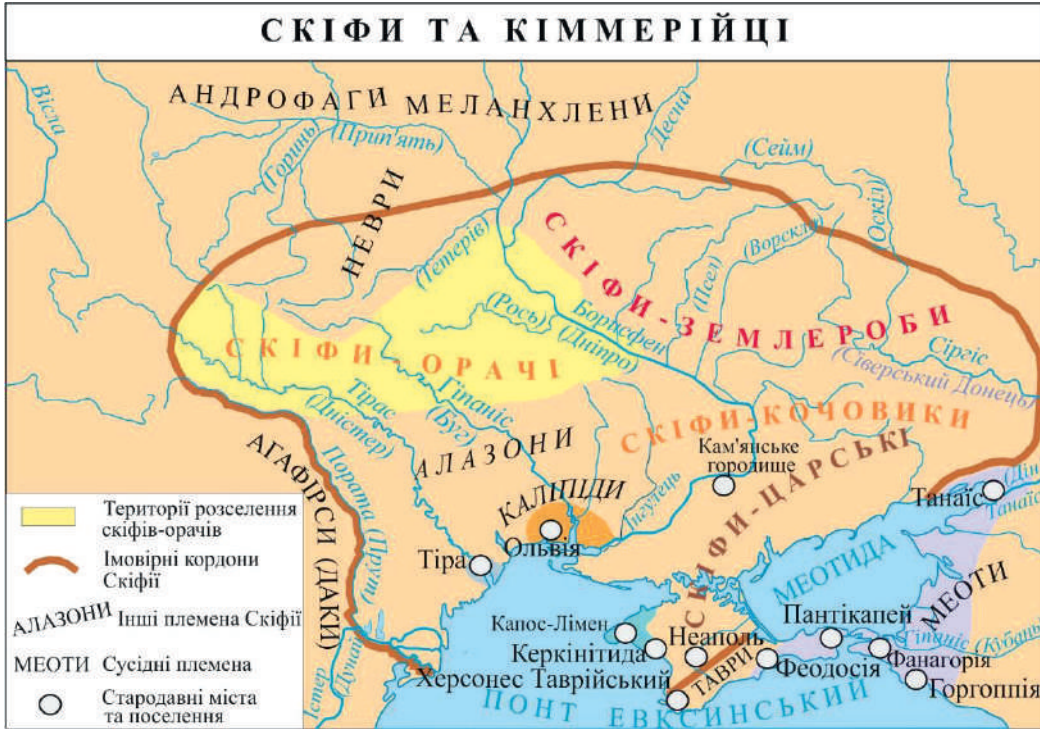 СКІФИ ТА КІММЕРІЙЦІ
Вісла
АНДРОФАГИ
МЕЛАНХЛЕНИ
Десна
(Прип'ять)
(Горинь)
(Сейм)
НЕВРИ
Оскіл
(Ворскла)
(Тетерів)
СКІФИ-ЗЕМЛЕРОБИ
(Псел)
(Рось)
Борисфен
(Дніпро)
СКІФИ-ОРАЧІ
Сіргіс
(Сіверський Донець)
Тірас
(Дністер)
Гіпаніс
(Буг)
СКІФИ-КОЧОВИКИ
АЛАЗОНИ
Кам'янське
городище
СКИФИ-ЦАРСЬКІ
АГАФІРСИ (ДАКИ)
Пората
КАЛІПІДИ
Інгулець
Ольвія
Тіра
Танаїс
(Дін)
Танаїс
МЕОТИДА
МЕОТИ
Капос-Лімен
Керкінітида
Неаполь
Пантікапей
Гіпаніс (Кубань)
Херсонес Таврійський
ТАВРИ
Феодосія
Фанагорія
Горгоппія
ПОНТ ЕВКСИНСЬКИЙ
Істер
(Дунай)
Території розселення
скіфів-орачів
Імовірні кордони
Скіфії
АЛАЗОНИ Інші племена Скіфії
МЕОТИ Сусідні племена
Стародавні міста
та поселення